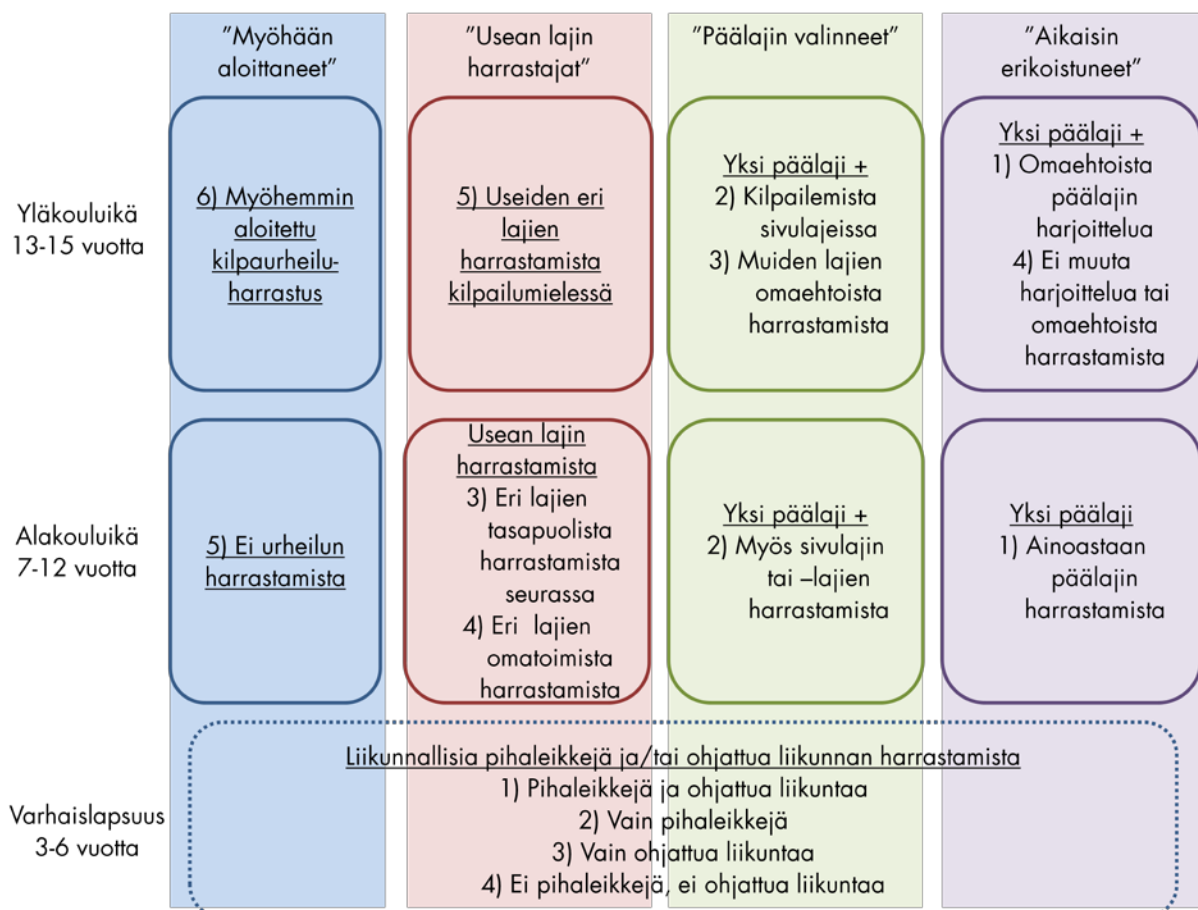 ”Myöhään
aloittaneet”
”Usean lajin
harrastajat”
”Päälajin valinneet”
”Aikaisin
erikoistuneet”
Yläkouluikä
13-15 vuotta
6) Myöhemmin
aloitettu
kilpaurheilu-
harrastus
5) Useiden eri
lajien
harrastamista
kilpailumielessä
Yksi päälaji +
2) Kilpailemista
sivulajeissa
3) Muiden lajien
omaehtoista
harrastamista
Yksi päälaji +
1) Omaehtoista
päälajin
harjoittelua
4) Ei muuta
harjoittelua tai
omaehtoista
harrastamista
Alakouluikä
7-12 vuotta
5) Ei urheilun
harrastamista
Usean lajin
harrastamista
3) Eri lajien
tasapuolista
harrastamista
seurassa
4) Eri lajien
omatoimista
harrastamista
Yksi päälaji +
2) Myös sivulajin
tai –lajien
harrastamista
Yksi päälaji
1) Ainoastaan
päälajin
harrastamista
Varhaislapsuus
3-6 vuotta
Liikunnallisia pihaleikkejä ja/tai ohjattua liikunnan harrastamista
1) Pihaleikkejä ja ohjattua liikuntaa
2) Vain pihaleikkejä
3) Vain ohjattua liikuntaa
4) Ei pihaleikkejä, ei ohjattua liikuntaa